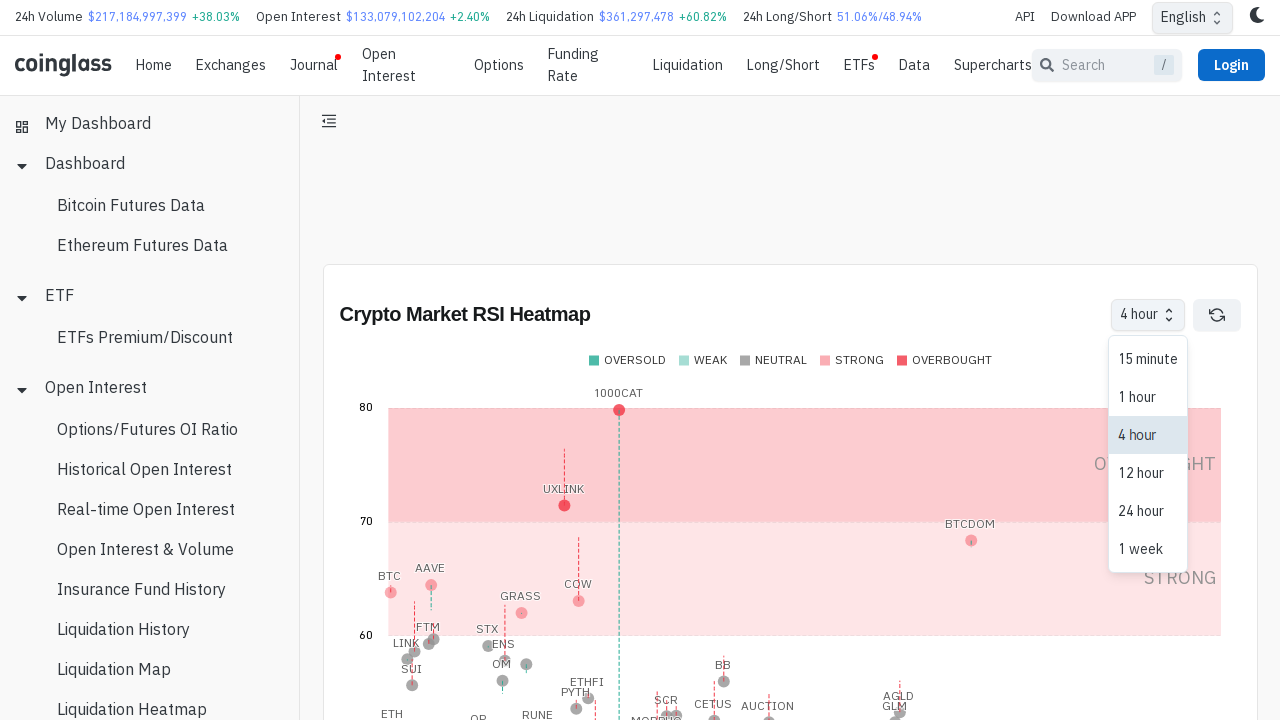 24h Volume $217,184,997,399 +38.03% Open Interest $133,079,102,204 +2.40% 24h Liquidation $361,297,478 +60.82% 24h Long/Short 51.06%/48.94% API Download APP English
coinglass Home Exchanges Journal Open Interest Options Funding Rate Liquidation Long/Short ETFs Data Supercharts Search / Login
My Dashboard
Dashboard
Bitcoin Futures Data
Ethereum Futures Data
ETF
ETFs Premium/Discount
Open Interest
Options/Futures OI Ratio
Historical Open Interest
Real-time Open Interest
Open Interest & Volume
Insurance Fund History
Liquidation History
Liquidation Map
Liquidation Heatmap
Crypto Market RSI Heatmap
4 hour
15 minute
1 hour
4 hour
12 hour
24 hour
1 week
OVERSOLD WEAK NEUTRAL STRONG OVERBOUGHT
1000CAT
80
UXLINK
70
BTCDOM
STRONG
BTC
AAVE
COW
GRASS
60
FTM
STX
LINK
ENS
SUI
OM
BB
ETHFI
PYTH
SCR
CETUS
AUCTION
AGLD
GLM
ETH
RUNE